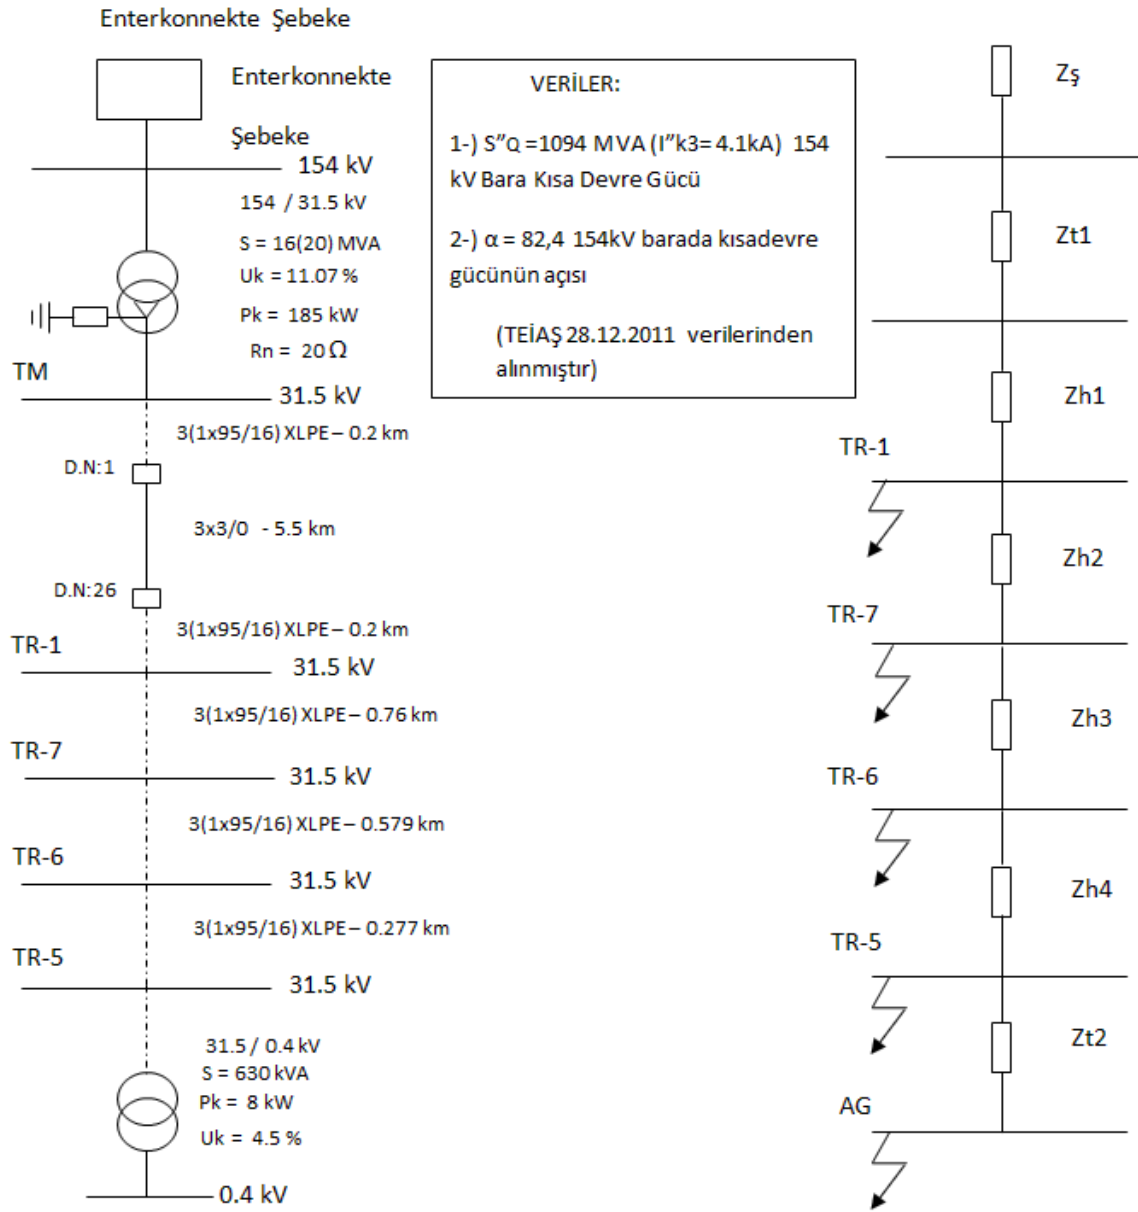 Enterkonnekte Şebeke
Enterkonnekte
Şebeke
154 kV
154 / 31.5 kV
S = 16(20) MVA
Uk = 11.07 %
Pk = 185 kW
Rn = 20 Ω
TM
31.5 kV
3(1x95/16) XLPE – 0.2 km
D.N:1
3x3/0 - 5.5 km
D.N:26
3(1x95/16) XLPE – 0.2 km
TR-1
31.5 kV
3(1x95/16) XLPE – 0.76 km
TR-7
31.5 kV
3(1x95/16) XLPE – 0.579 km
TR-6
31.5 kV
3(1x95/16) XLPE – 0.277 km
TR-5
31.5 kV
31.5 / 0.4 kV
S = 630 kVA
Pk = 8 kW
Uk = 4.5 %
0.4 kV
VERİLER:
1-) S"Q =1094 MVA (I"k3= 4.1kA) 154
kV Bara Kısa Devre Gücü
2-) α = 82,4 154kV barada kısadevre
gücünün açısı
(TEİAŞ 28.12.2011 verilerinden
alınmıştır)
Zş
Zt1
Zh1
TR-1
Zh2
TR-7
Zh3
TR-6
Zh4
TR-5
Zt2
AG